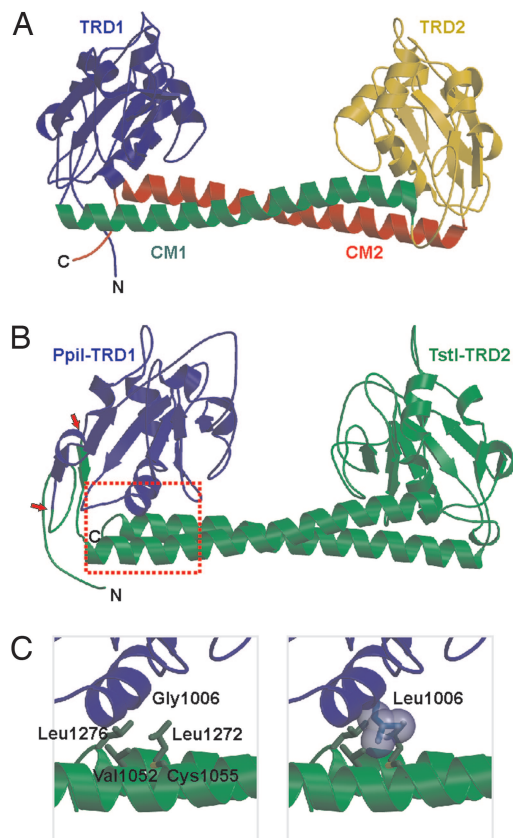 A
TRD1
TRD2
C
CM1
CM2
N
B
PpiI-TRD1
TstI-TRD2
C
N
C
Gly1006
Leu1276
Leu1272
Val1052 Cys1055
Leu1006